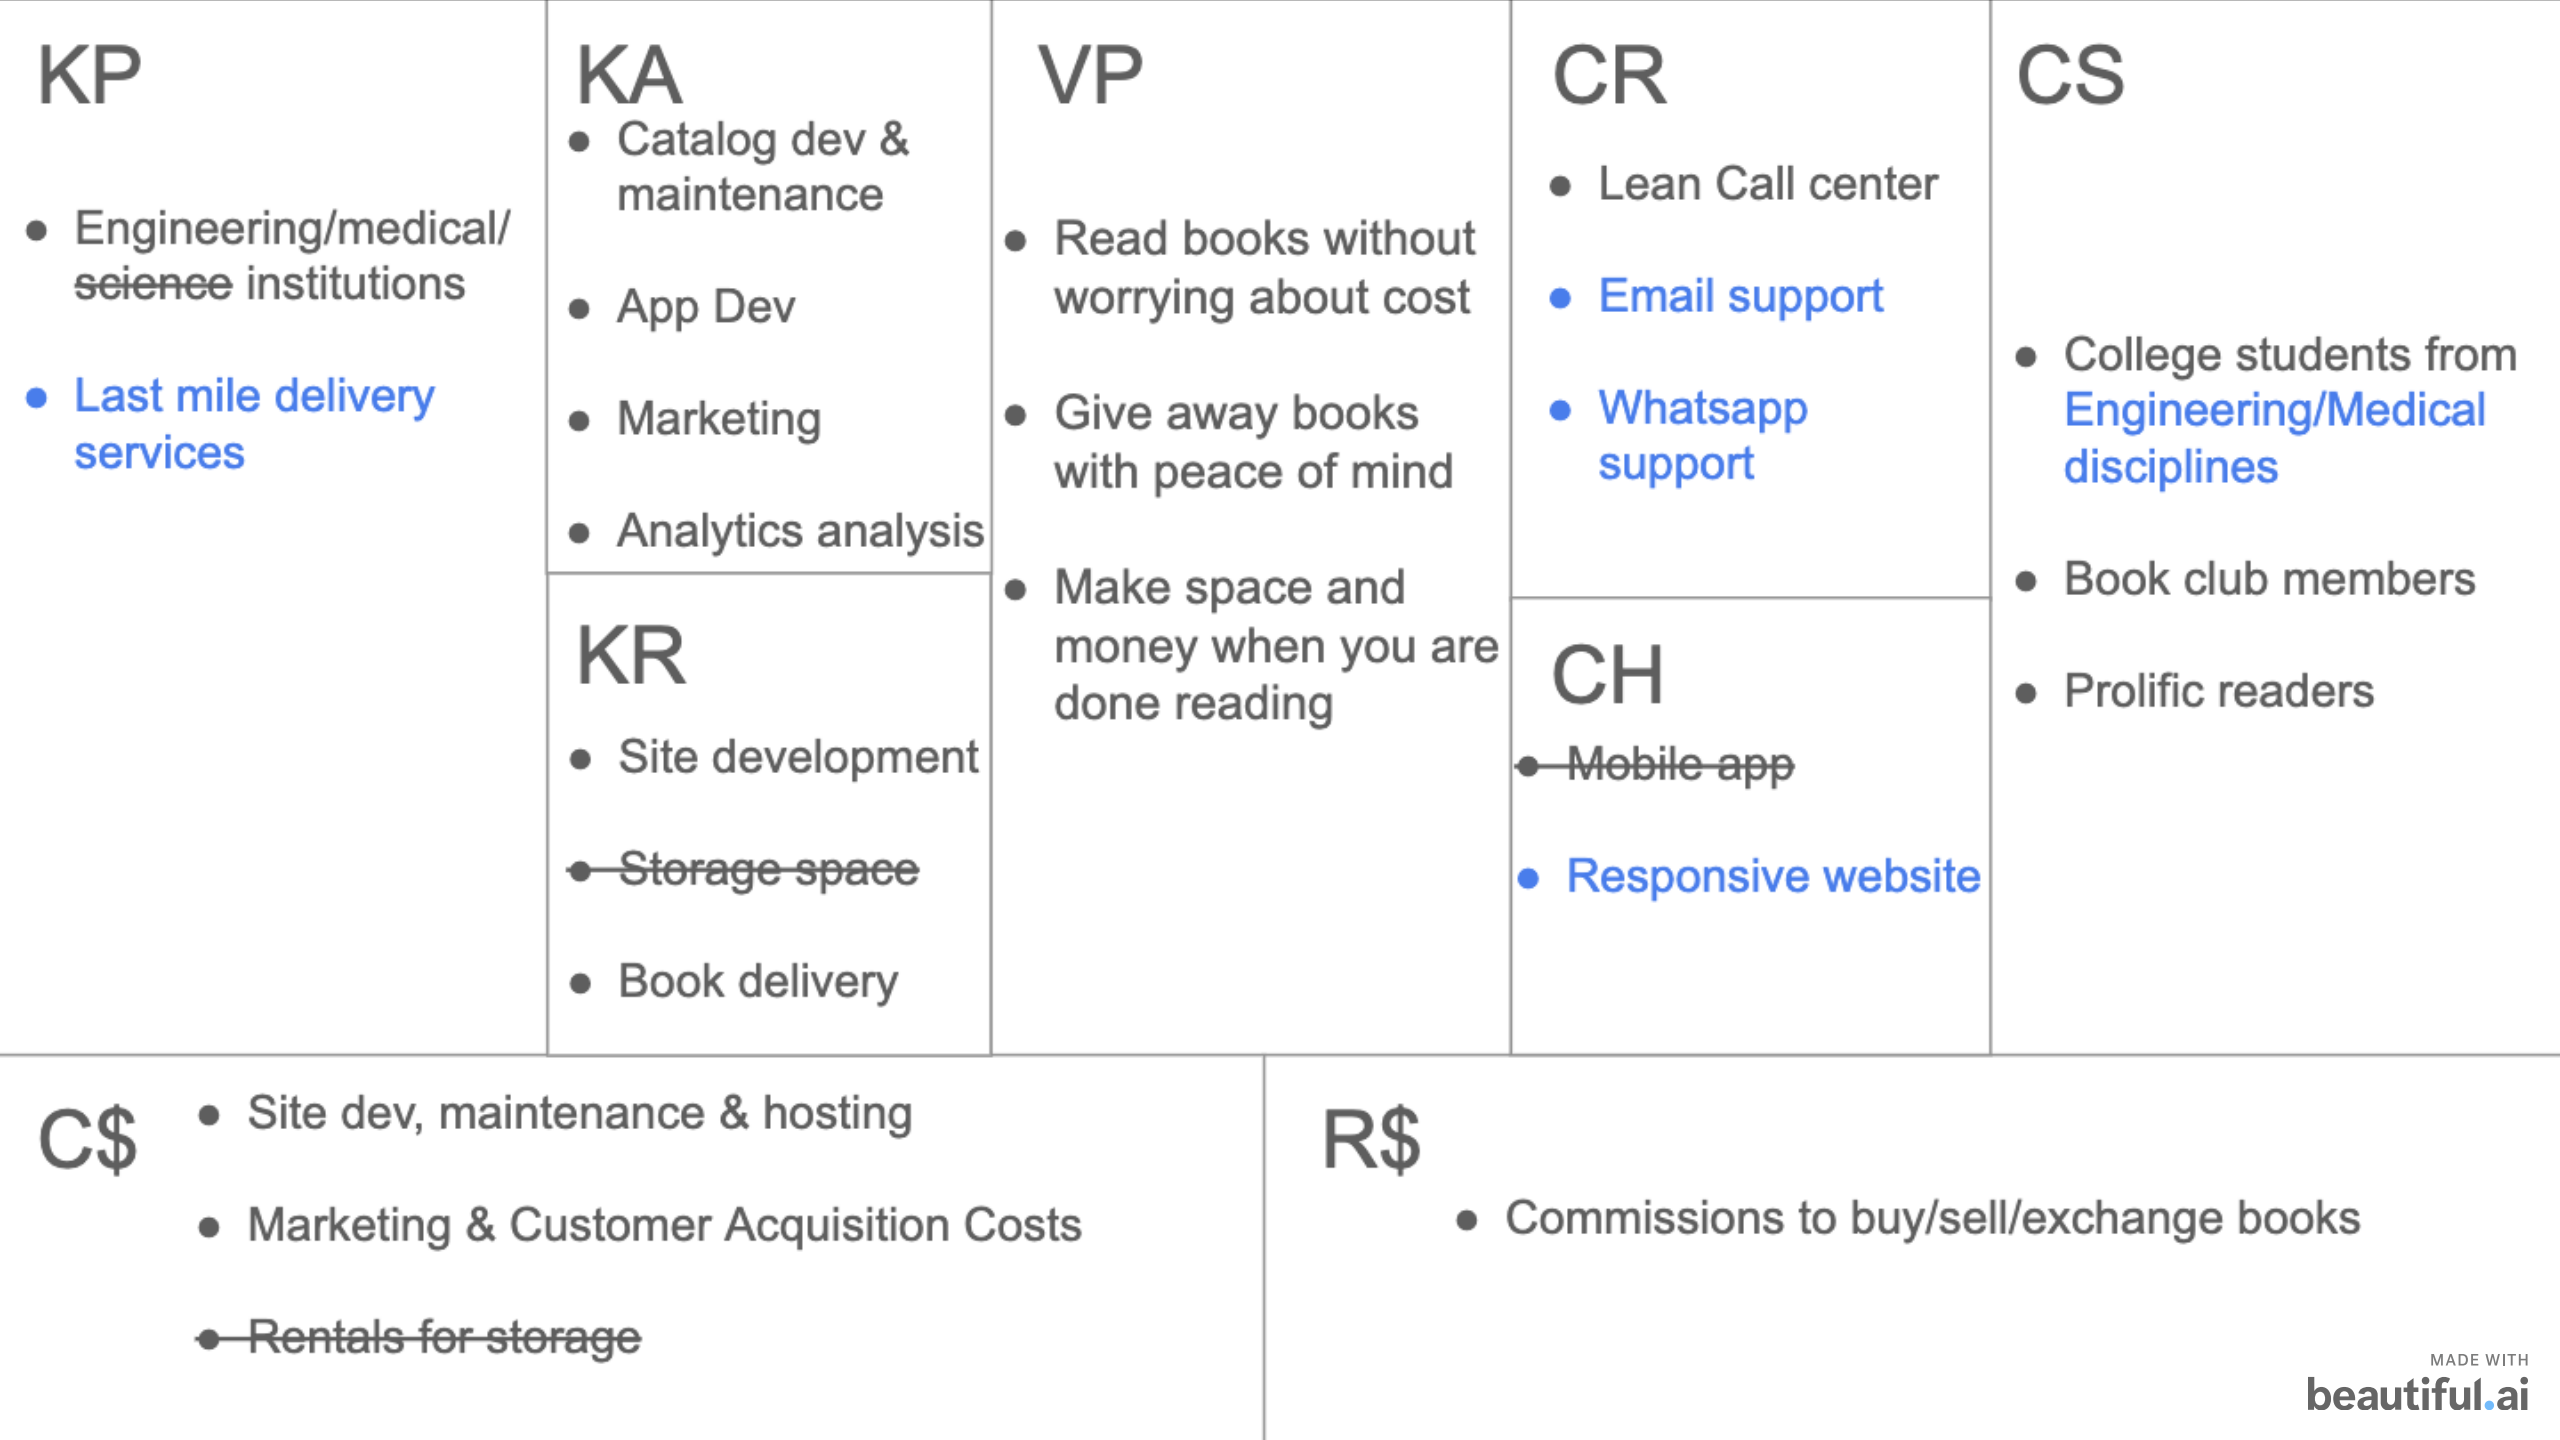 KP
Engineering/medical/
science institutions
Last mile delivery
services
KA
Catalog dev &
maintenance
App Dev
Marketing
Analytics analysis
KR
Site development
Storage space
Book delivery
VP
Read books without
worrying about cost
Give away books
with peace of mind
Make space and
money when you are
done reading
CR
Lean Call center
Email support
Whatsapp
support
CH
Mobile app
Responsive website
CS
College students from
Engineering/Medical
disciplines
Book club members
Prolific readers
C$
Site dev, maintenance & hosting
Marketing & Customer Acquisition Costs
Rentals for storage
R$
Commissions to buy/sell/exchange books
MADE WITH
beautiful.ai